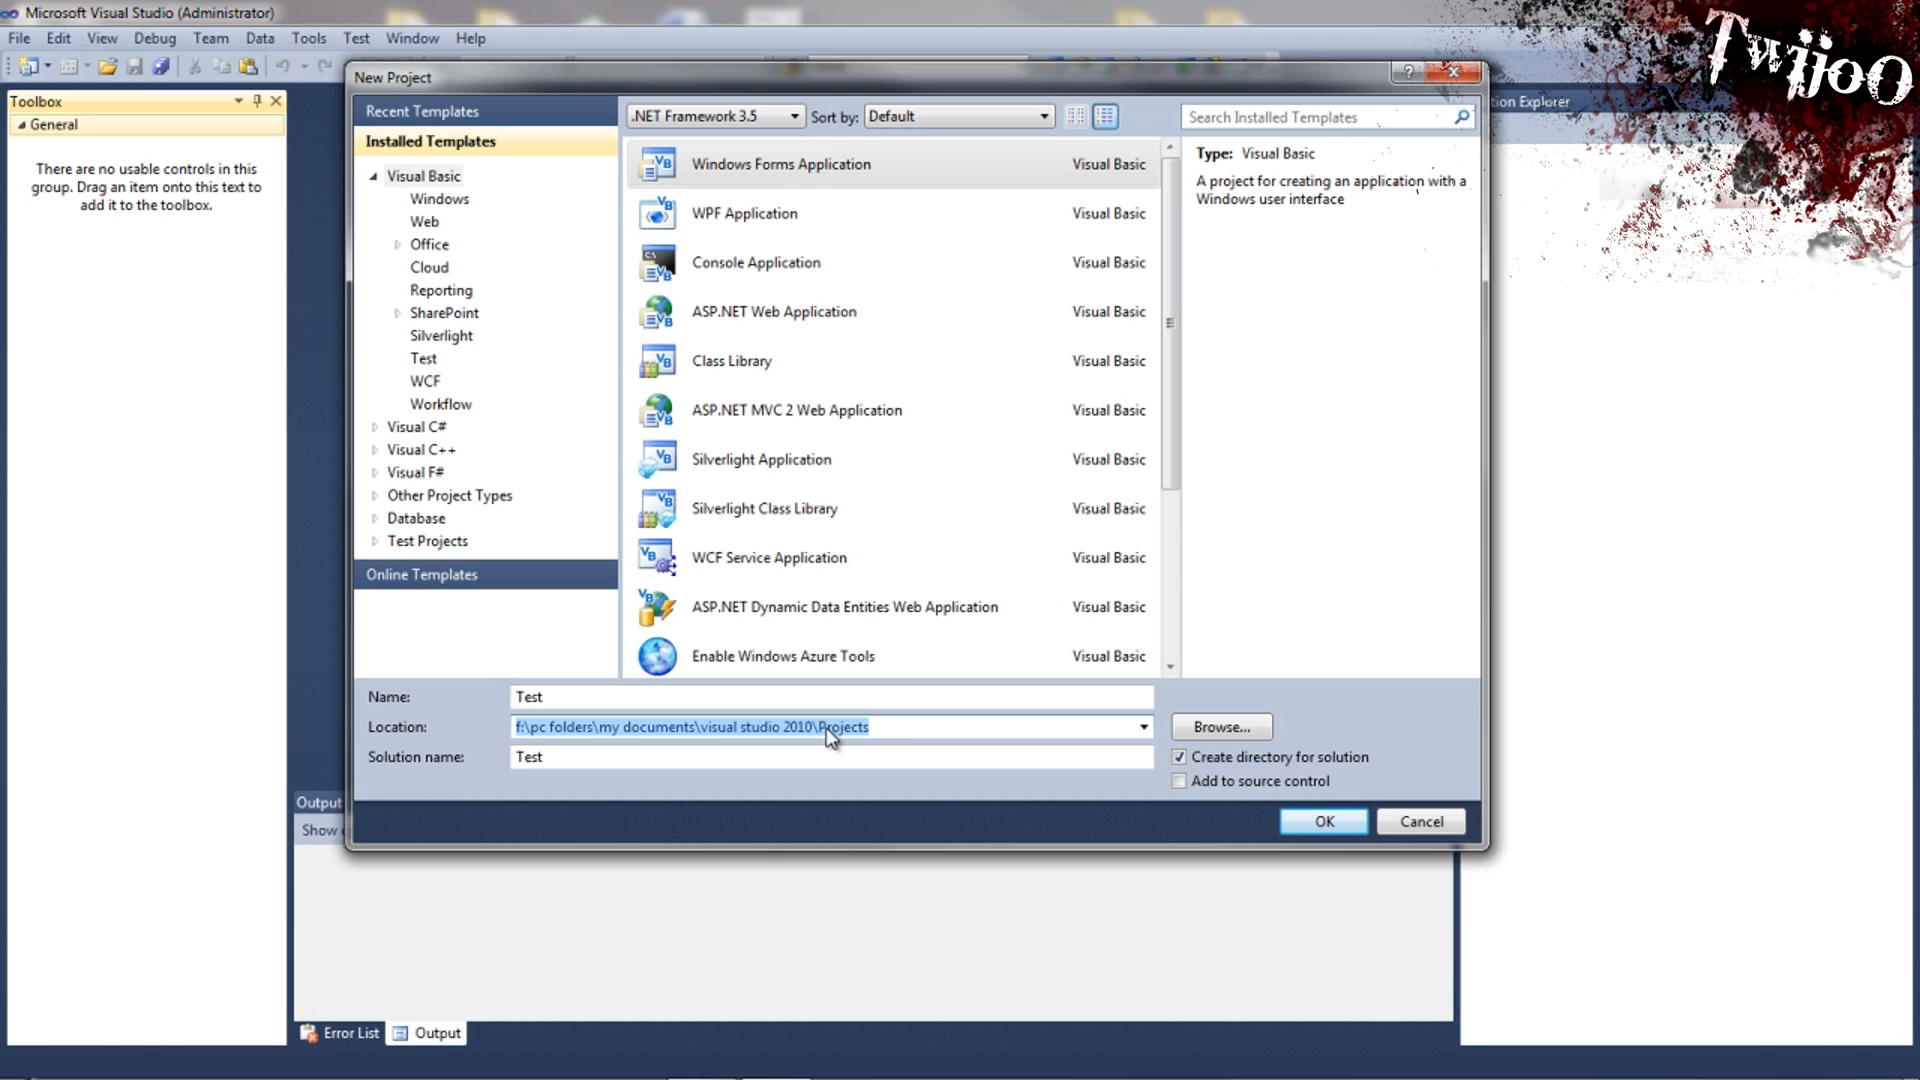 Microsoft Visual Studio (Administrator)
File Edit View Debug Team Data Tools Test Window Help
TwijoO
New Project
Toolbox
General
There are no usable controls in this
group. Drag an item onto this text to
add it to the toolbox.
Recent Templates
Installed Templates
Visual Basic
Windows
Web
Office
Cloud
Reporting
SharePoint
Silverlight
Test
WCF
Workflow
Visual C#
Visual C++
Visual F#
Other Project Types
Database
Test Projects
Online Templates
.NET Framework 3.5 Sort by: Default
Windows Forms Application Visual Basic
WPF Application Visual Basic
Console Application Visual Basic
ASP.NET Web Application Visual Basic
Class Library Visual Basic
ASP.NET MVC 2 Web Application Visual Basic
Silverlight Application Visual Basic
Silverlight Class Library Visual Basic
WCF Service Application Visual Basic
ASP.NET Dynamic Data Entities Web Application Visual Basic
Enable Windows Azure Tools Visual Basic
Search Installed Templates
Type: Visual Basic
A project for creating an application with a
Windows user interface
Explorer
Name: Test
Location: f:\pc folders\my documents\visual studio 2010\Projects Browse...
Solution name: Test
Create directory for solution
Add to source control
OK Cancel
Output
Show
Error List Output